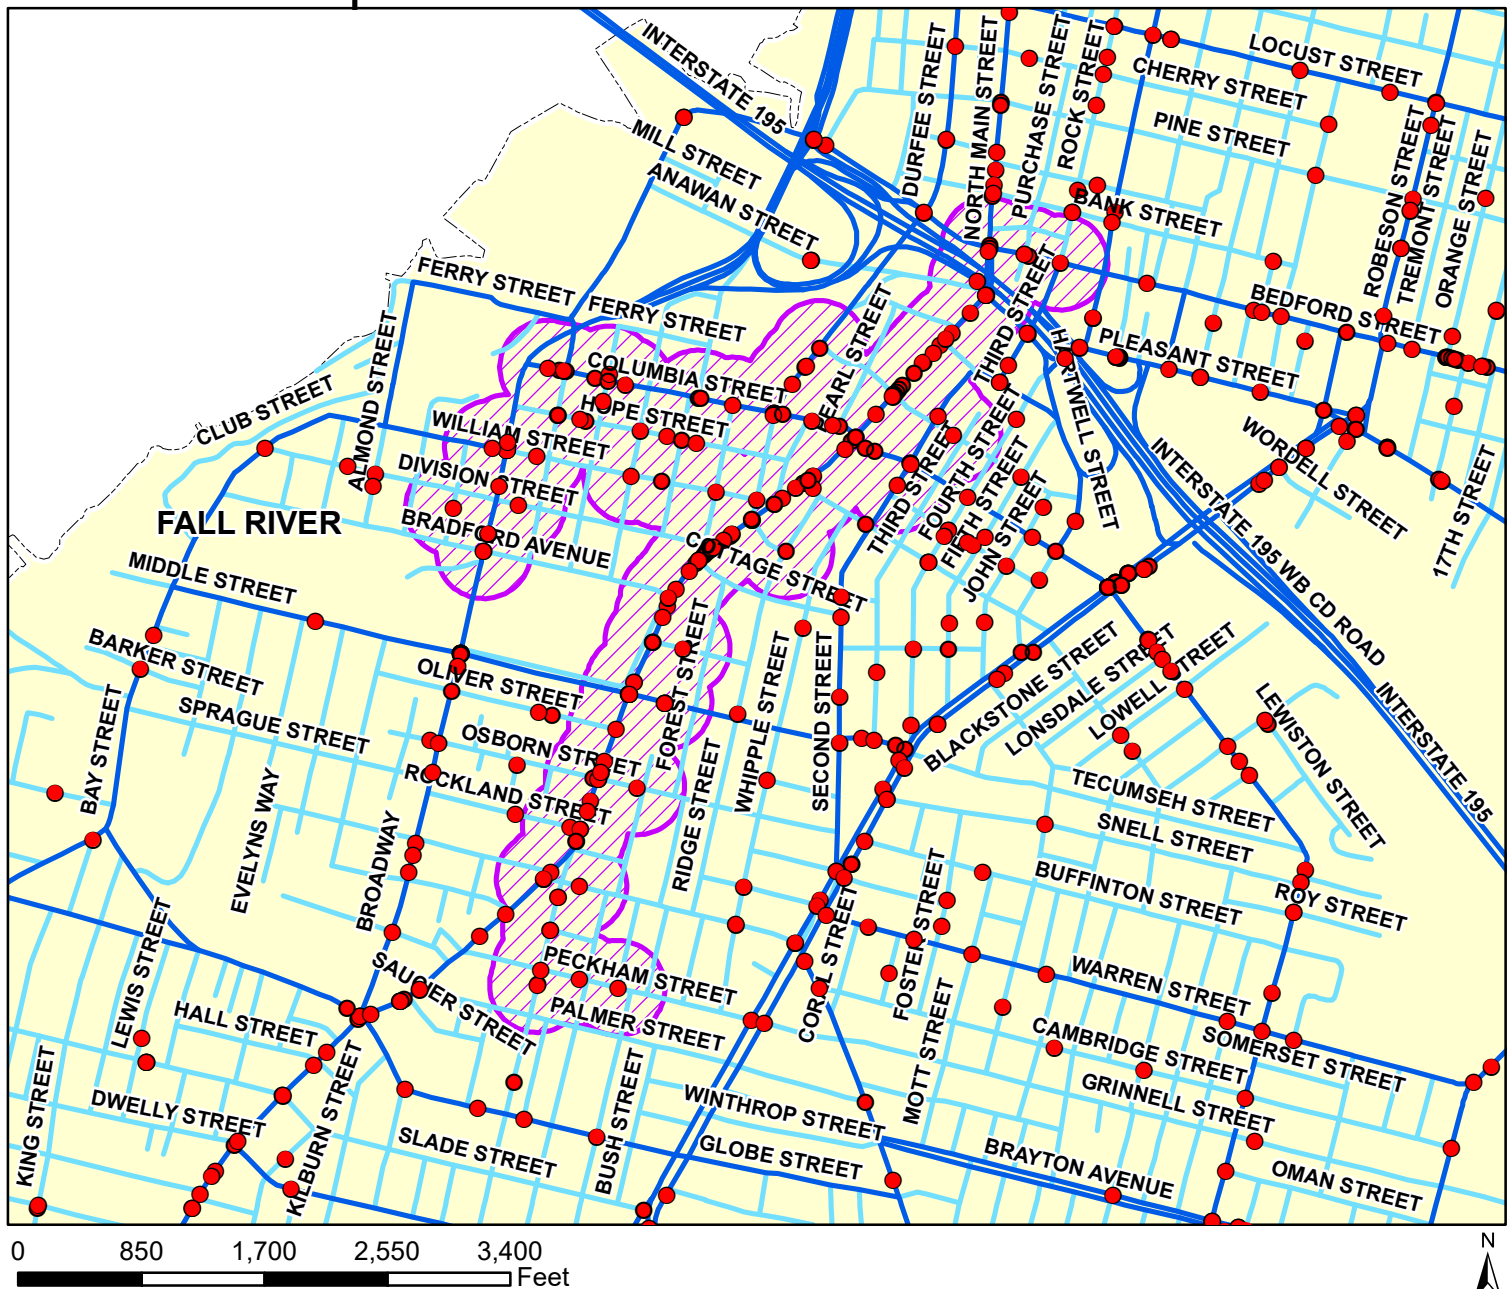 INTERSTATE 195
LOCUST STREET
CHERRY STREET
PINE STREET
DURFEE STREET
NORTH MAIN STREET
PURCHASE STREET
ROCK STREET
MILL STREET
ANAWAN STREET
BANK STREET
ROBESON STREET
TREMONT STREET
ORANGE STREET
FERRY STREET
FERRY STREET
BEDFORD STREET
PLEASANT STREET
THIRD STREET
HARTWELL STREET
PEARL STREET
COLUMBIA STREET
HOPE STREET
ALMOND STREET
CLUB STREET
WILLIAM STREET
DIVISION STREET
BRADFORD AVENUE
FALL RIVER
COTTAGE STREET
THIRD STREET
FOURTH STREET
FIFTH STREET
JOHN STREET
WORDELL STREET
17TH STREET
INTERSTATE 195 WB CD ROAD
INTERSTATE 195
MIDDLE STREET
BARKER STREET
SPRAGUE STREET
BAY STREET
OLIVER STREET
OSBORN STREET
ROCKLAND STREET
FOREST STREET
RIDGE STREET
WHIPPLE STREET
SECOND STREET
BLACKSTONE STREET
LONSDALE STREET
LOWELL STREET
LEWISTON STREET
TECUMSEH STREET
SNELL STREET
BUFFINTON STREET
ROY STREET
EVELYNS WAY
BROADWAY
LEWIS STREET
SAUCIER STREET
PECKHAM STREET
PALMER STREET
CORAL STREET
FOSTER STREET
MOTT STREET
WARREN STREET
SOMERSET STREET
CAMBRIDGE STREET
GRINNELL STREET
HALL STREET
KING STREET
DWELLY STREET
KILBURN STREET
SLADE STREET
BUSH STREET
WINTHROP STREET
GLOBE STREET
BRAYTON AVENUE
OMAN STREET
0 850 1,700 2,550 3,400
Feet
N